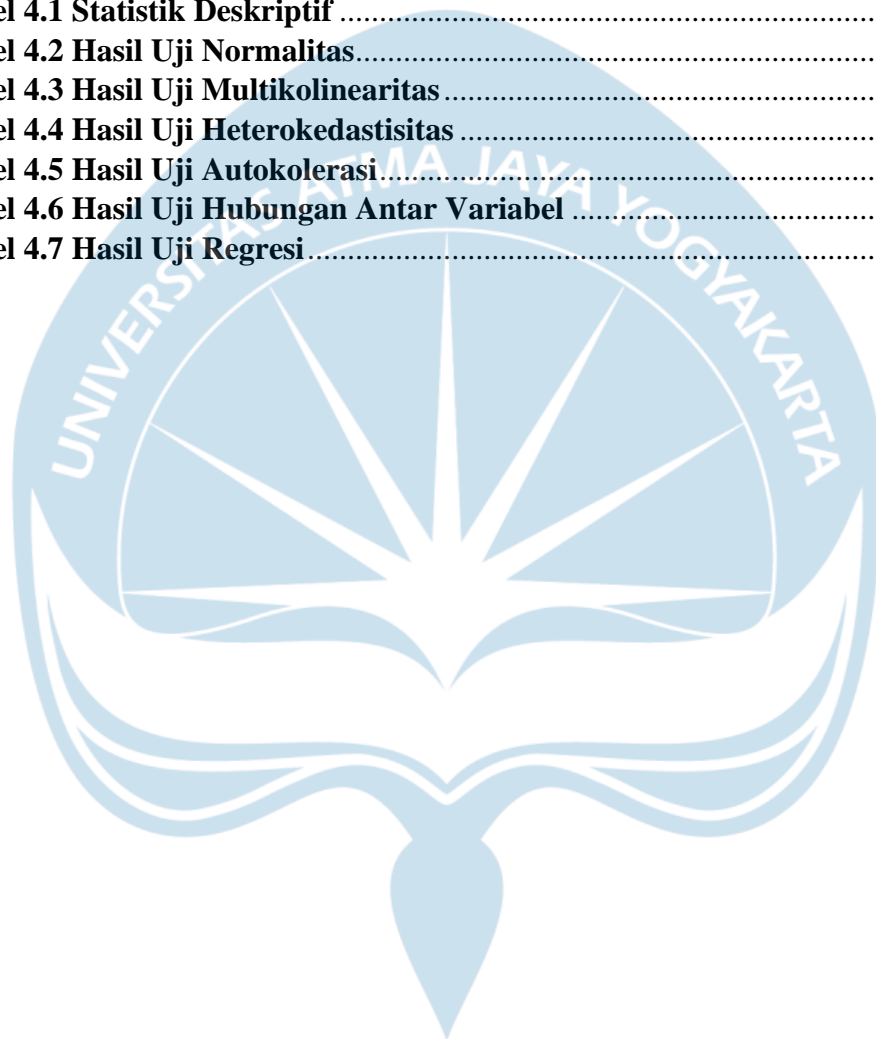 el 4.1 Statistik Deskriptif
el 4.2 Hasil Uji Normalitas
el 4.3 Hasil Uji Multikolinearitas
el 4.4 Hasil Uji Heterokedastisitas
el 4.5 Hasil Uji Autokolerasi
el 4.6 Hasil Uji Hubungan Antar Variabel
el 4.7 Hasil Uji Regresi
UNIVERSITAS ATMA JAYA YOGYAKARTA